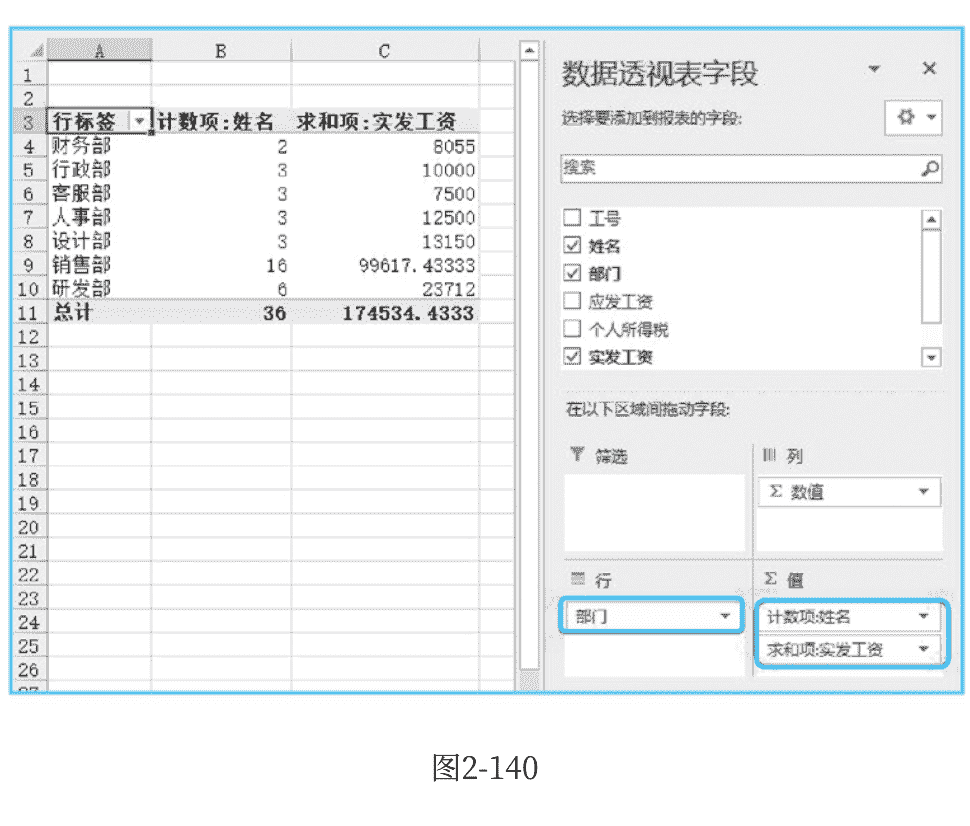 A B C
1
2
3 行标签 计数项:姓名 求和项:实发工资
4 财务部 2 8055
5 行政部 3 10000
6 客服部 3 7500
7 人事部 3 12500
8 设计部 3 13150
9 销售部 16 99617.43333
10 研发部 6 23712
11 总计 36 174534.4333
12
13
14
15
16
17
18
19
20
21
22
23
24
25
26
27
数据透视表字段
选择要添加到报表的字段:
搜索
工号
姓名
部门
应发工资
个人所得税
实发工资
在以下区域间拖动字段:
筛选
列
Σ 数值
行
Σ 值
部门
计数项:姓名
求和项:实发工资
图2-140